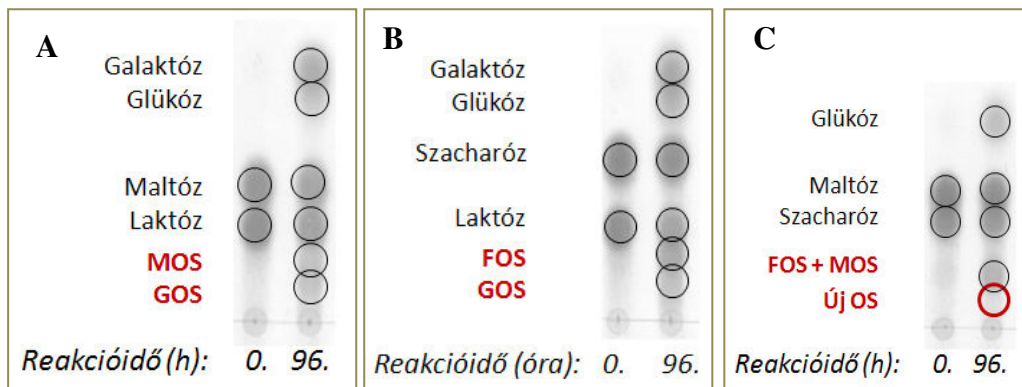 A
Galaktóz
Glükóz
Maltóz
Laktóz
MOS
GOS
Reakcióidő (h): 0. 96.
B
Galaktóz
Glükóz
Szacharóz
Laktóz
FOS
GOS
Reakcióidő (óra): 0. 96.
C
Glükóz
Maltóz
Szacharóz
FOS + MOS
Új OS
Reakcióidő (h): 0. 96.